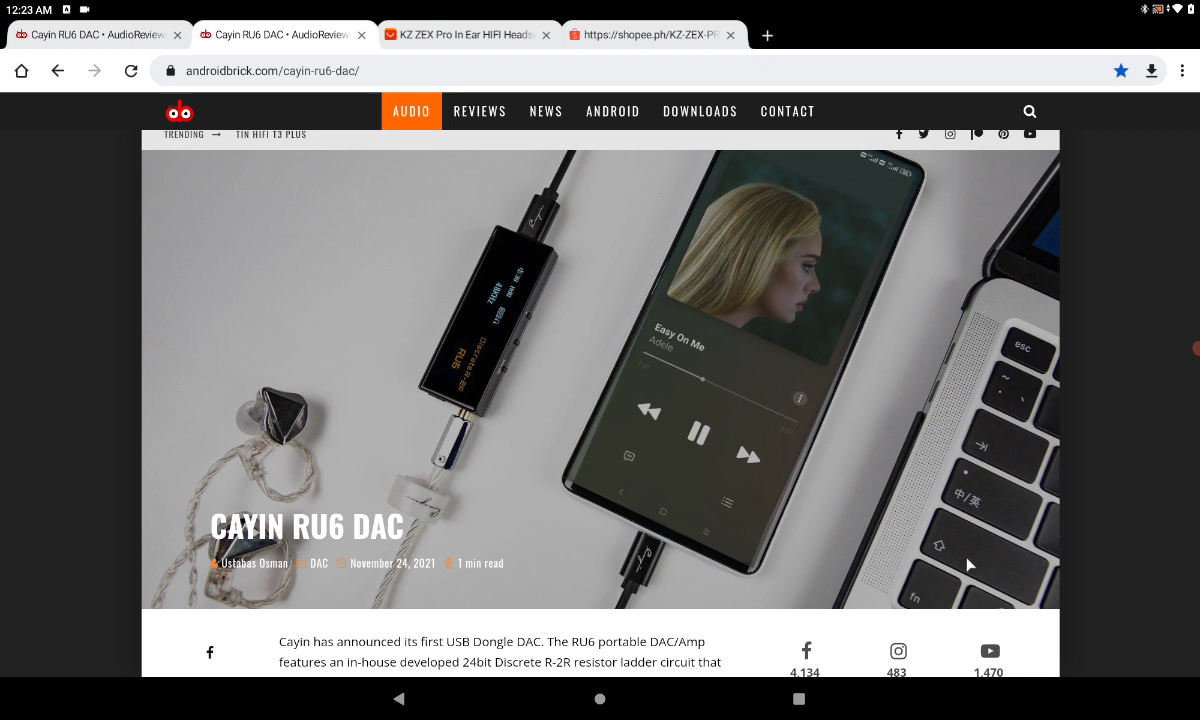 12:23 AM
Cayin RU6 DAC • AudioReview
Cayin RU6 DAC • AudioReview
KZ ZEX Pro In Ear HIFI Heads
https://shopee.ph/KZ-ZEX-PR
androidbrick.com/cayin-ru6-dac/
AUDIO REVIEWS NEWS ANDROID DOWNLOADS CONTACT
TRENDING → TIN HIFI T3 PLUS
Cayin
48KHz
Discrete R-2R
RU6
Easy On Me
Adele
esc
中/英
fn
CAYIN RU6 DAC
Ustabas Osman / DAC November 24, 2021 1 min read
Cayin has announced its first USB Dongle DAC. The RU6 portable DAC/Amp
features an in-house developed 24bit Discrete R-2R resistor ladder circuit that
4,134 483 1,470